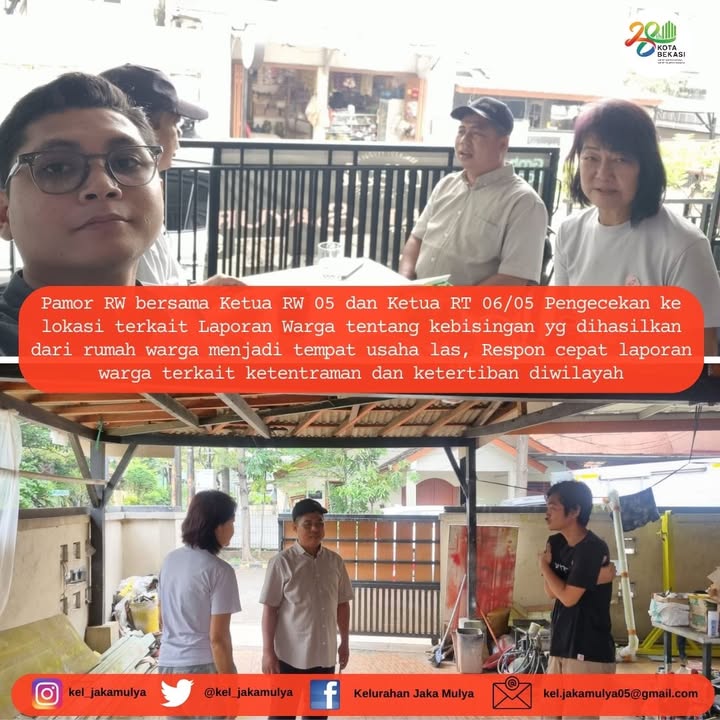 28 KOTA
BEKASI
Pamor RW bersama Ketua RW 05 dan Ketua RT 06/05 Pengecekan ke
lokasi terkait Laporan Warga tentang kebisingan yg dihasilkan
dari rumah warga menjadi tempat usaha las, Respon cepat laporan
warga terkait ketentraman dan ketertiban diwilayah
kel_jakamulya @kel_jakamulya Kelurahan Jaka Mulya kel.jakamulya05@gmail.com